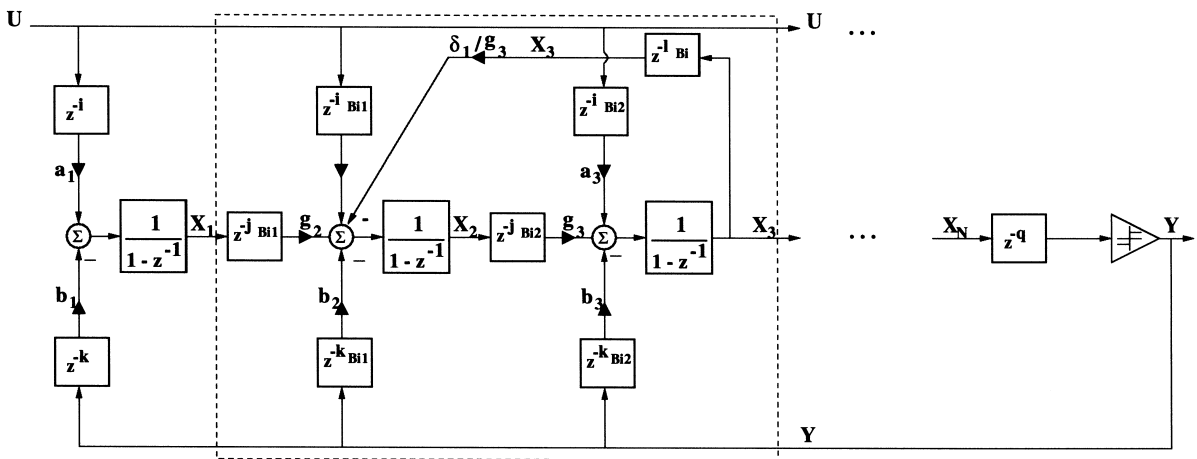 U
U
...
δ1/g3
X3
z^-l Bi
z^-i
z^-i Bi1
z^-i Bi2
a1
a3
Σ
1
1 - z^-1
X1
z^-j Bi1
g2
Σ
-
1
1 - z^-1
X2
z^-j Bi2
g3
Σ
1
1 - z^-1
X3
...
XN
z^-q
Y
–
–
–
b1
b2
b3
z^-k
z^-k Bi1
z^-k Bi2
Y